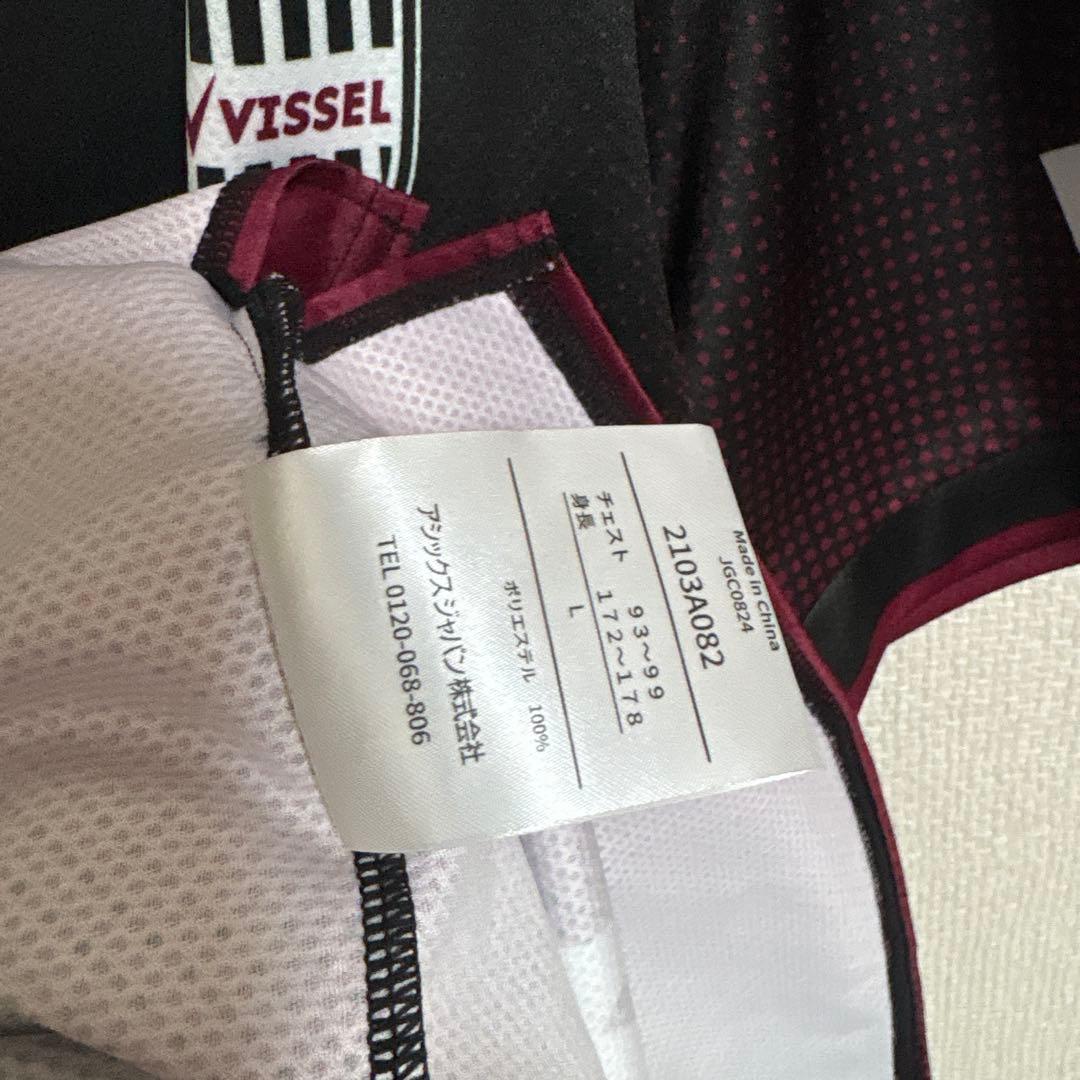 VISSEL
Made in China
JGC0824
2103A082
チェスト 93～99
身長 172～178
L
ポリエステル 100%
アシックスジャパン株式会社
TEL 0120-068-806